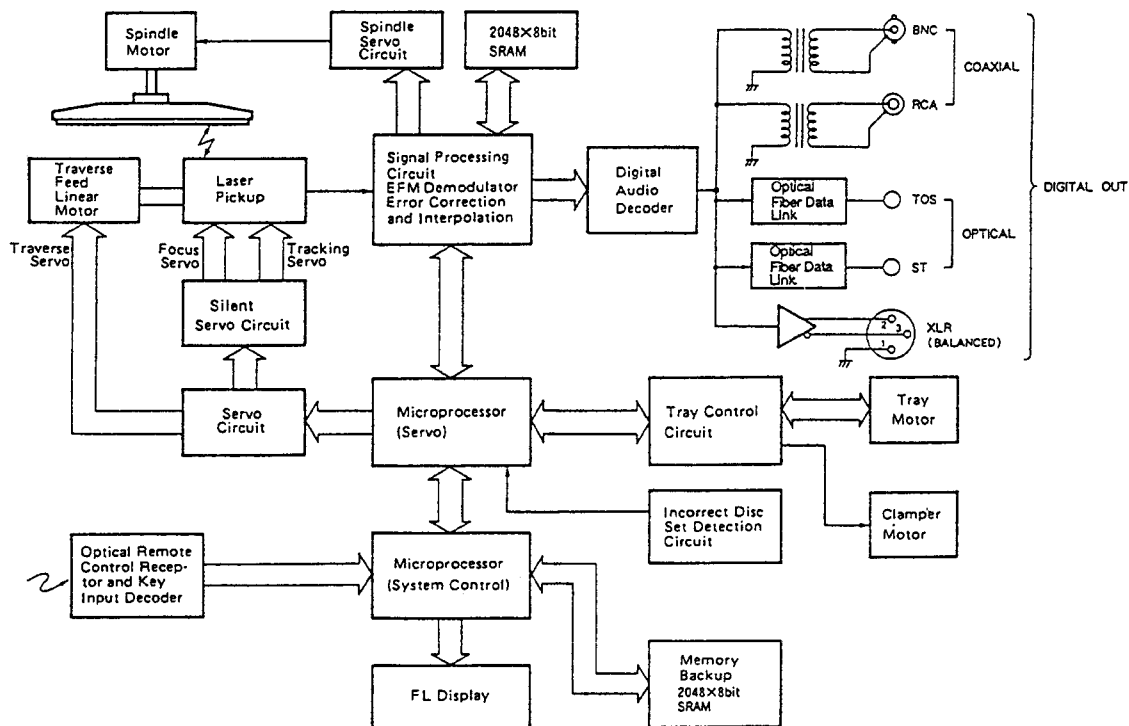 Spindle
Motor
Spindle
Servo
Circuit
2048×8bit
SRAM
BNC
COAXIAL
RCA
Traverse
Feed
Linear
Motor
Laser
Pickup
Signal Processing
Circuit
EFM Demodulator
Error Correction
and Interpolation
Digital
Audio
Decoder
Optical
Fiber Data
Link
TOS
DIGITAL OUT
OPTICAL
Optical
Fiber Data
Link
ST
Traverse
Servo
Focus
Servo
Tracking
Servo
Silent
Servo Circuit
2
3
1
XLR
(BALANCED)
Servo
Circuit
Microprocessor
(Servo)
Tray Control
Circuit
Tray
Motor
Incorrect Disc
Set Detection
Circuit
Clamper
Motor
Optical Remote
Control Recep-
tor and Key
Input Decoder
Microprocessor
(System Control)
FL Display
Memory
Backup
2048×8bit
SRAM